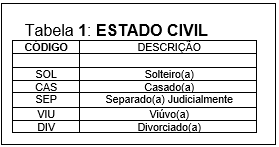 Tabela 1: ESTADO CIVIL
CÓDIGO DESCRIÇÃO
SOL Solteiro(a)
CAS Casado(a)
SEP Separado(a) Judicialmente
VIU Viúvo(a)
DIV Divorciado(a)